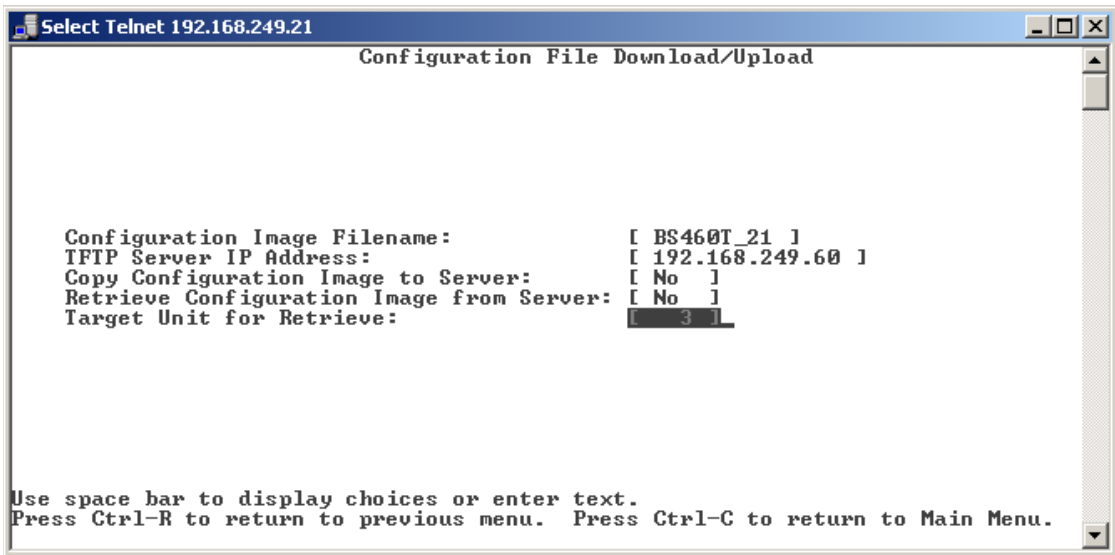 Select Telnet 192.168.249.21
Configuration File Download/Upload
Configuration Image Filename: [ BS460T_21 ]
TFTP Server IP Address: [ 192.168.249.60 ]
Copy Configuration Image to Server: [ No ]
Retrieve Configuration Image from Server: [ No ]
Target Unit for Retrieve: [ 3 ]
Use space bar to display choices or enter text.
Press Ctrl-R to return to previous menu. Press Ctrl-C to return to Main Menu.